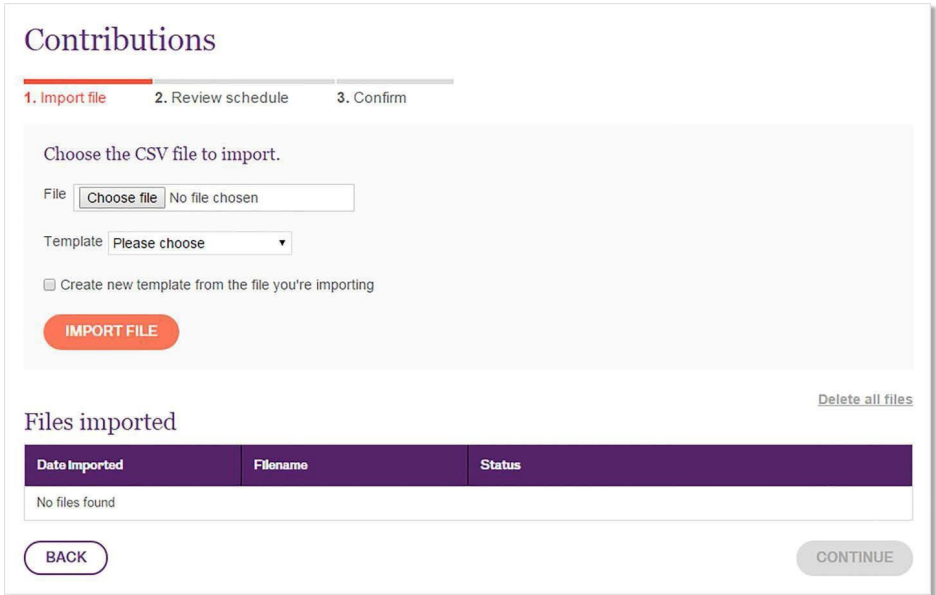 Contributions
1. Import file 2. Review schedule 3. Confirm
Choose the CSV file to import.
File Choose file No file chosen
Template Please choose
Create new template from the file you're importing
IMPORT FILE
Delete all files
Files imported
Date Imported Filename Status
No files found
BACK CONTINUE